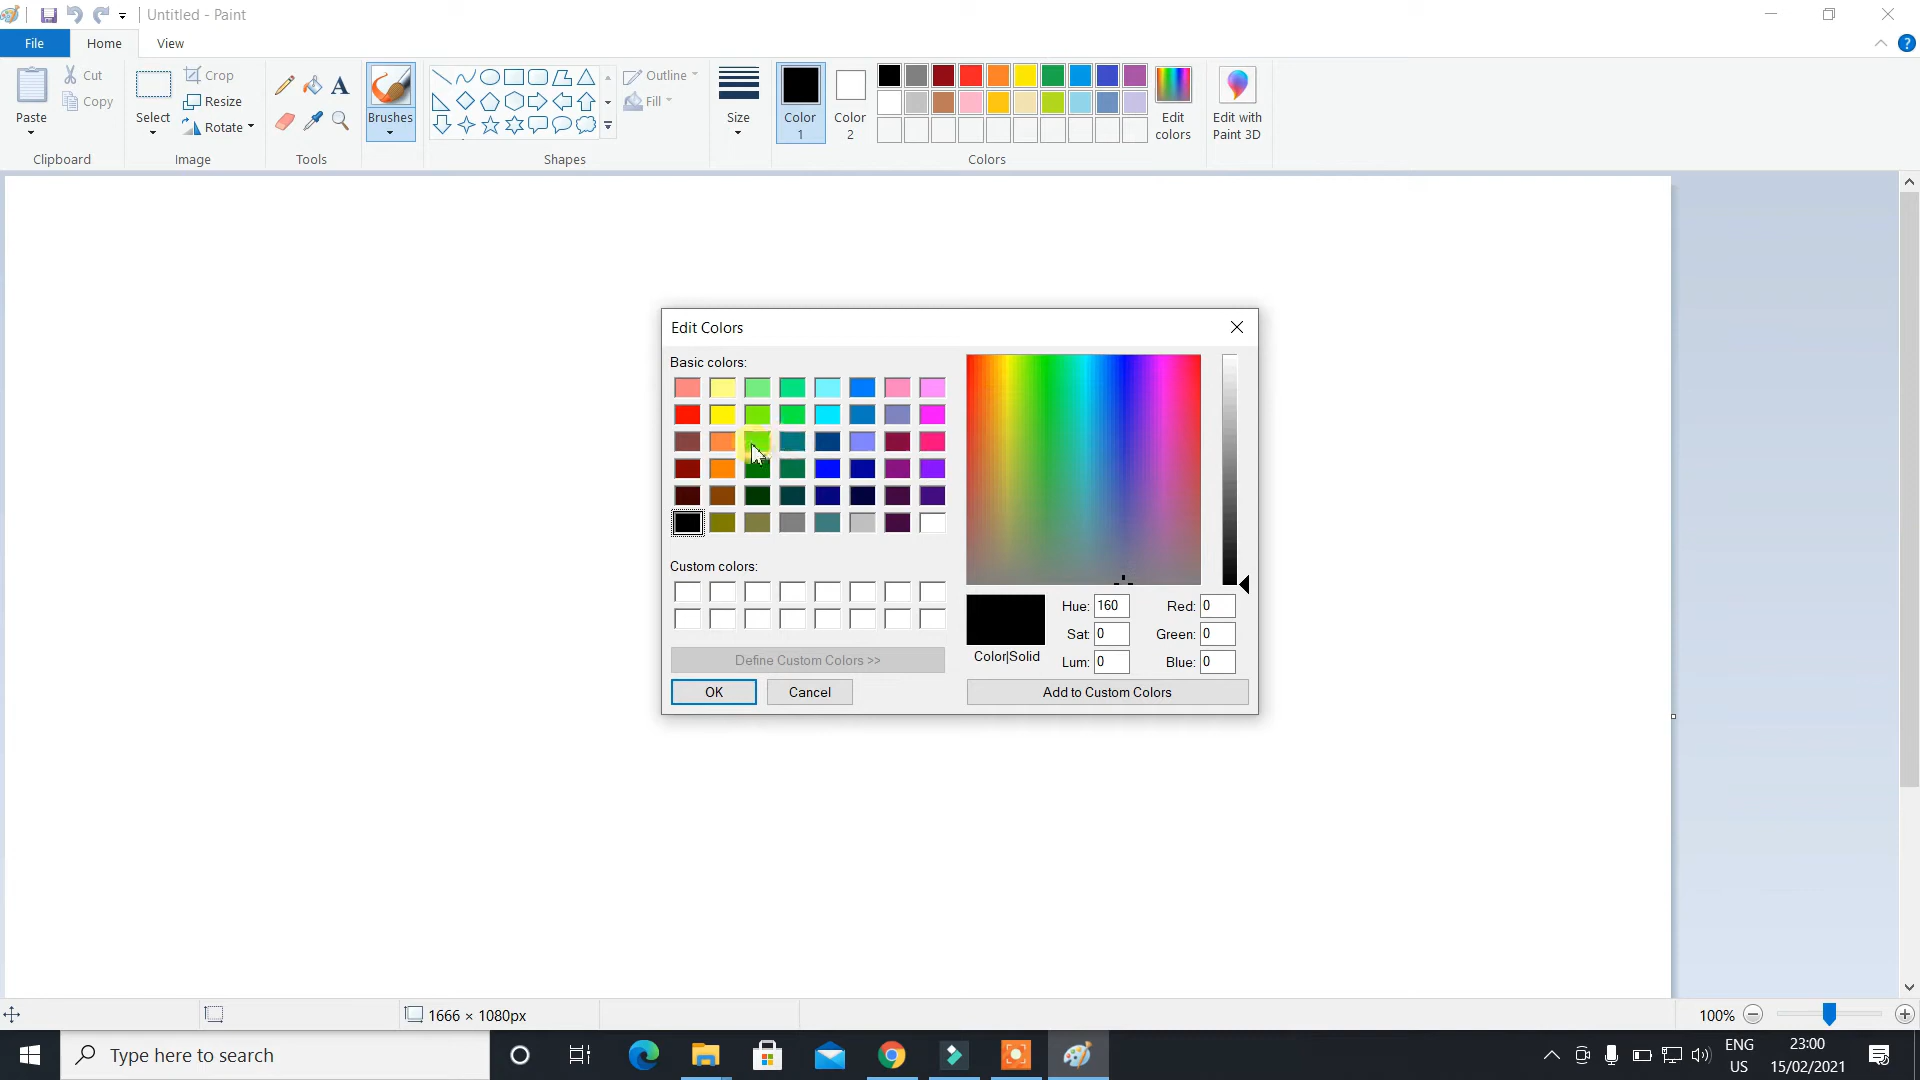 Untitled - Paint
File Home View
Cut
Copy
Paste
Clipboard
Crop
Resize
Rotate
Select
Image
Tools
Brushes
Outline
Fill
Shapes
Size
Color
1
Color
2
Edit
colors
Colors
Edit with
Paint 3D
Edit Colors
Basic colors:
Custom colors:
Define Custom Colors >>
OK Cancel
Color|Solid
Hue: 160 Red: 0
Sat: 0 Green: 0
Lum: 0 Blue: 0
Add to Custom Colors
1666 × 1080px
100%
Type here to search
ENG
US
23:00
15/02/2021